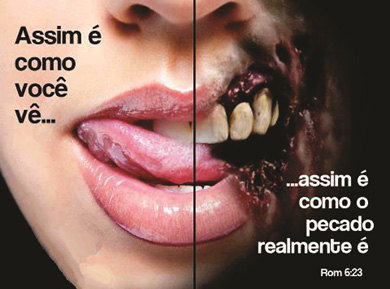 Assim é
como
você
vê...
...assim é
como o
pecado
realmente é
Rom 6:23